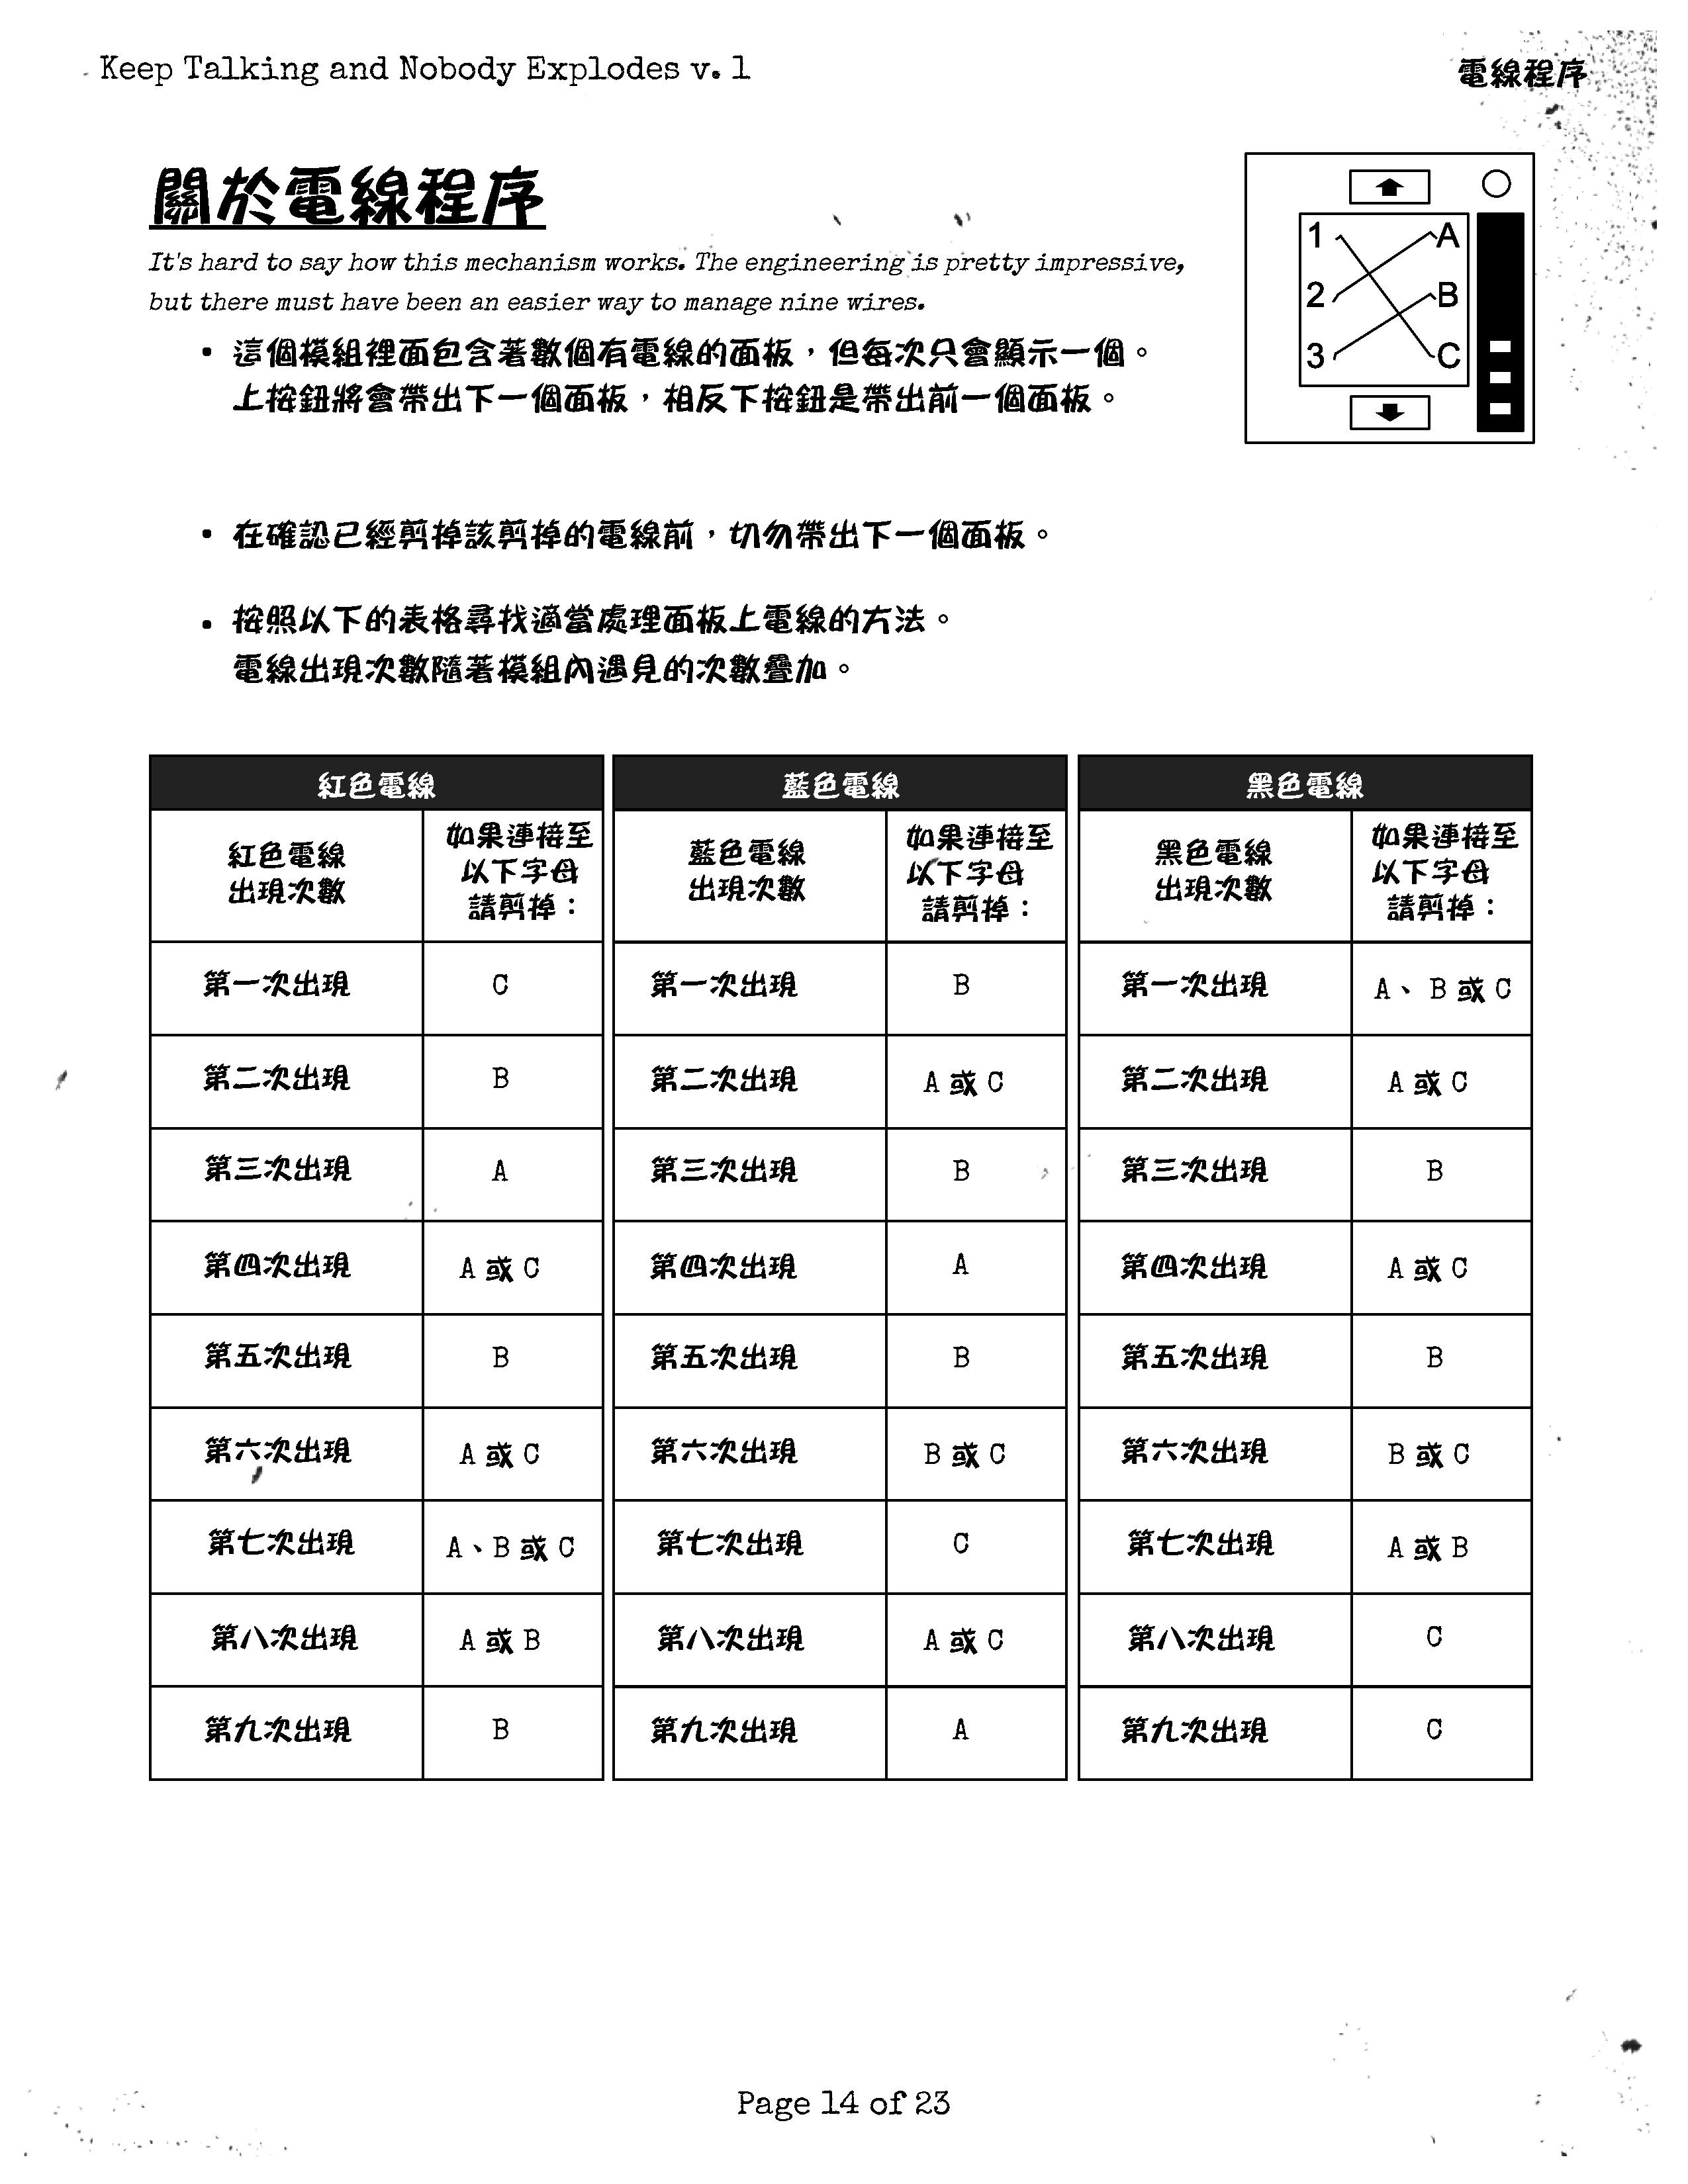 Keep Talking and Nobody Explodes v. 1
電線程序
關於電線程序
It's hard to say how this mechanism works. The engineering is pretty impressive,
but there must have been an easier way to manage nine wires.
• 這個模組裡面包含著數個有電線的面板，但每次只會顯示一個。
上按鈕將會帶出下一個面板，相反下按鈕是帶出前一個面板。
• 在確認已經剪掉該剪掉的電線前，切勿帶出下一個面板。
• 按照以下的表格尋找適當處理面板上電線的方法。
電線出現次數隨著模組內遇見的次數疊加。
1 A
2 B
3 C
紅色電線
紅色電線
出現次數
如果連接至
以下字母
請剪掉：
第一次出現 C
第二次出現 B
第三次出現 A
第四次出現 A 或 C
第五次出現 B
第六次出現 A 或 C
第七次出現 A、B 或 C
第八次出現 A 或 B
第九次出現 B
藍色電線
藍色電線
出現次數
如果連接至
以下字母
請剪掉：
第一次出現 B
第二次出現 A 或 C
第三次出現 B
第四次出現 A
第五次出現 B
第六次出現 B 或 C
第七次出現 C
第八次出現 A 或 C
第九次出現 A
黑色電線
黑色電線
出現次數
如果連接至
以下字母
請剪掉：
第一次出現 A、B 或 C
第二次出現 A 或 C
第三次出現 B
第四次出現 A 或 C
第五次出現 B
第六次出現 B 或 C
第七次出現 A 或 B
第八次出現 C
第九次出現 C
Page 14 of 23